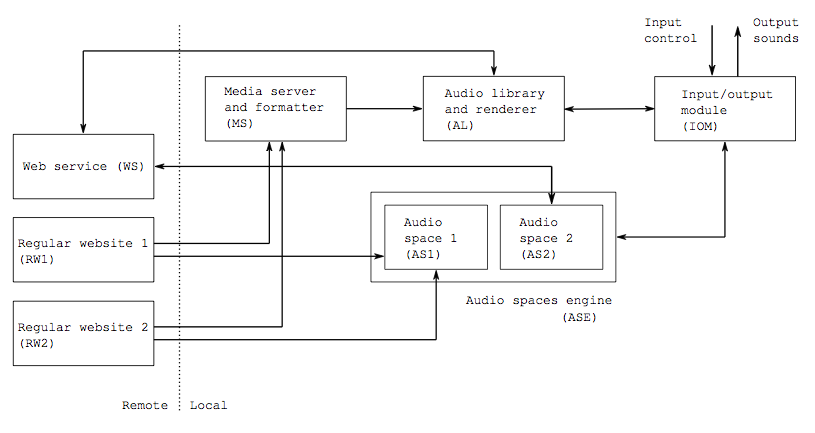 Input
control
Output
sounds
Media server
and formatter
(MS)
Audio library
and renderer
(AL)
Input/output
module
(IOM)
Web service (WS)
Regular website 1
(RW1)
Audio
space 1
(AS1)
Audio
space 2
(AS2)
Audio spaces engine
(ASE)
Regular website 2
(RW2)
Remote
Local